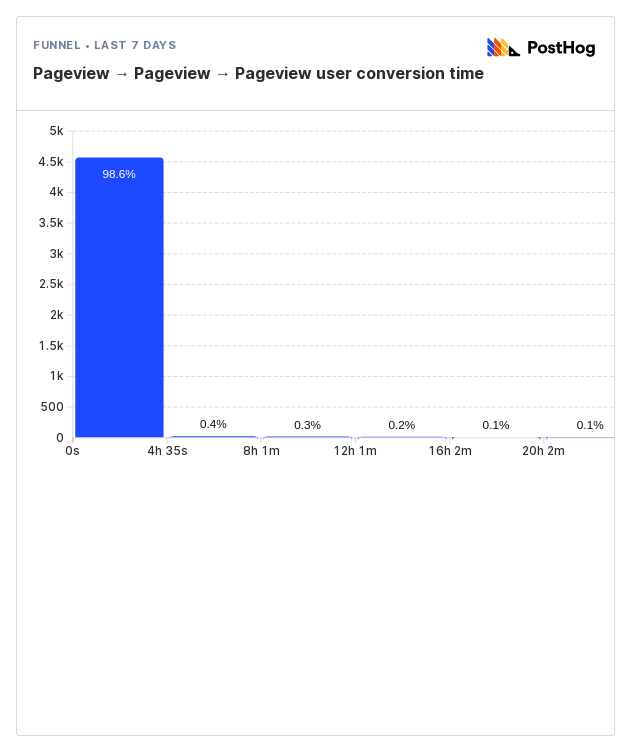 FUNNEL • LAST 7 DAYS
PostHog
Pageview → Pageview → Pageview user conversion time
5k
4.5k
4k
3.5k
3k
2.5k
2k
1.5k
1k
500
0
98.6%
0.4%
0.3%
0.2%
0.1%
0.1%
0s
4h 35s
8h 1m
12h 1m
16h 2m
20h 2m